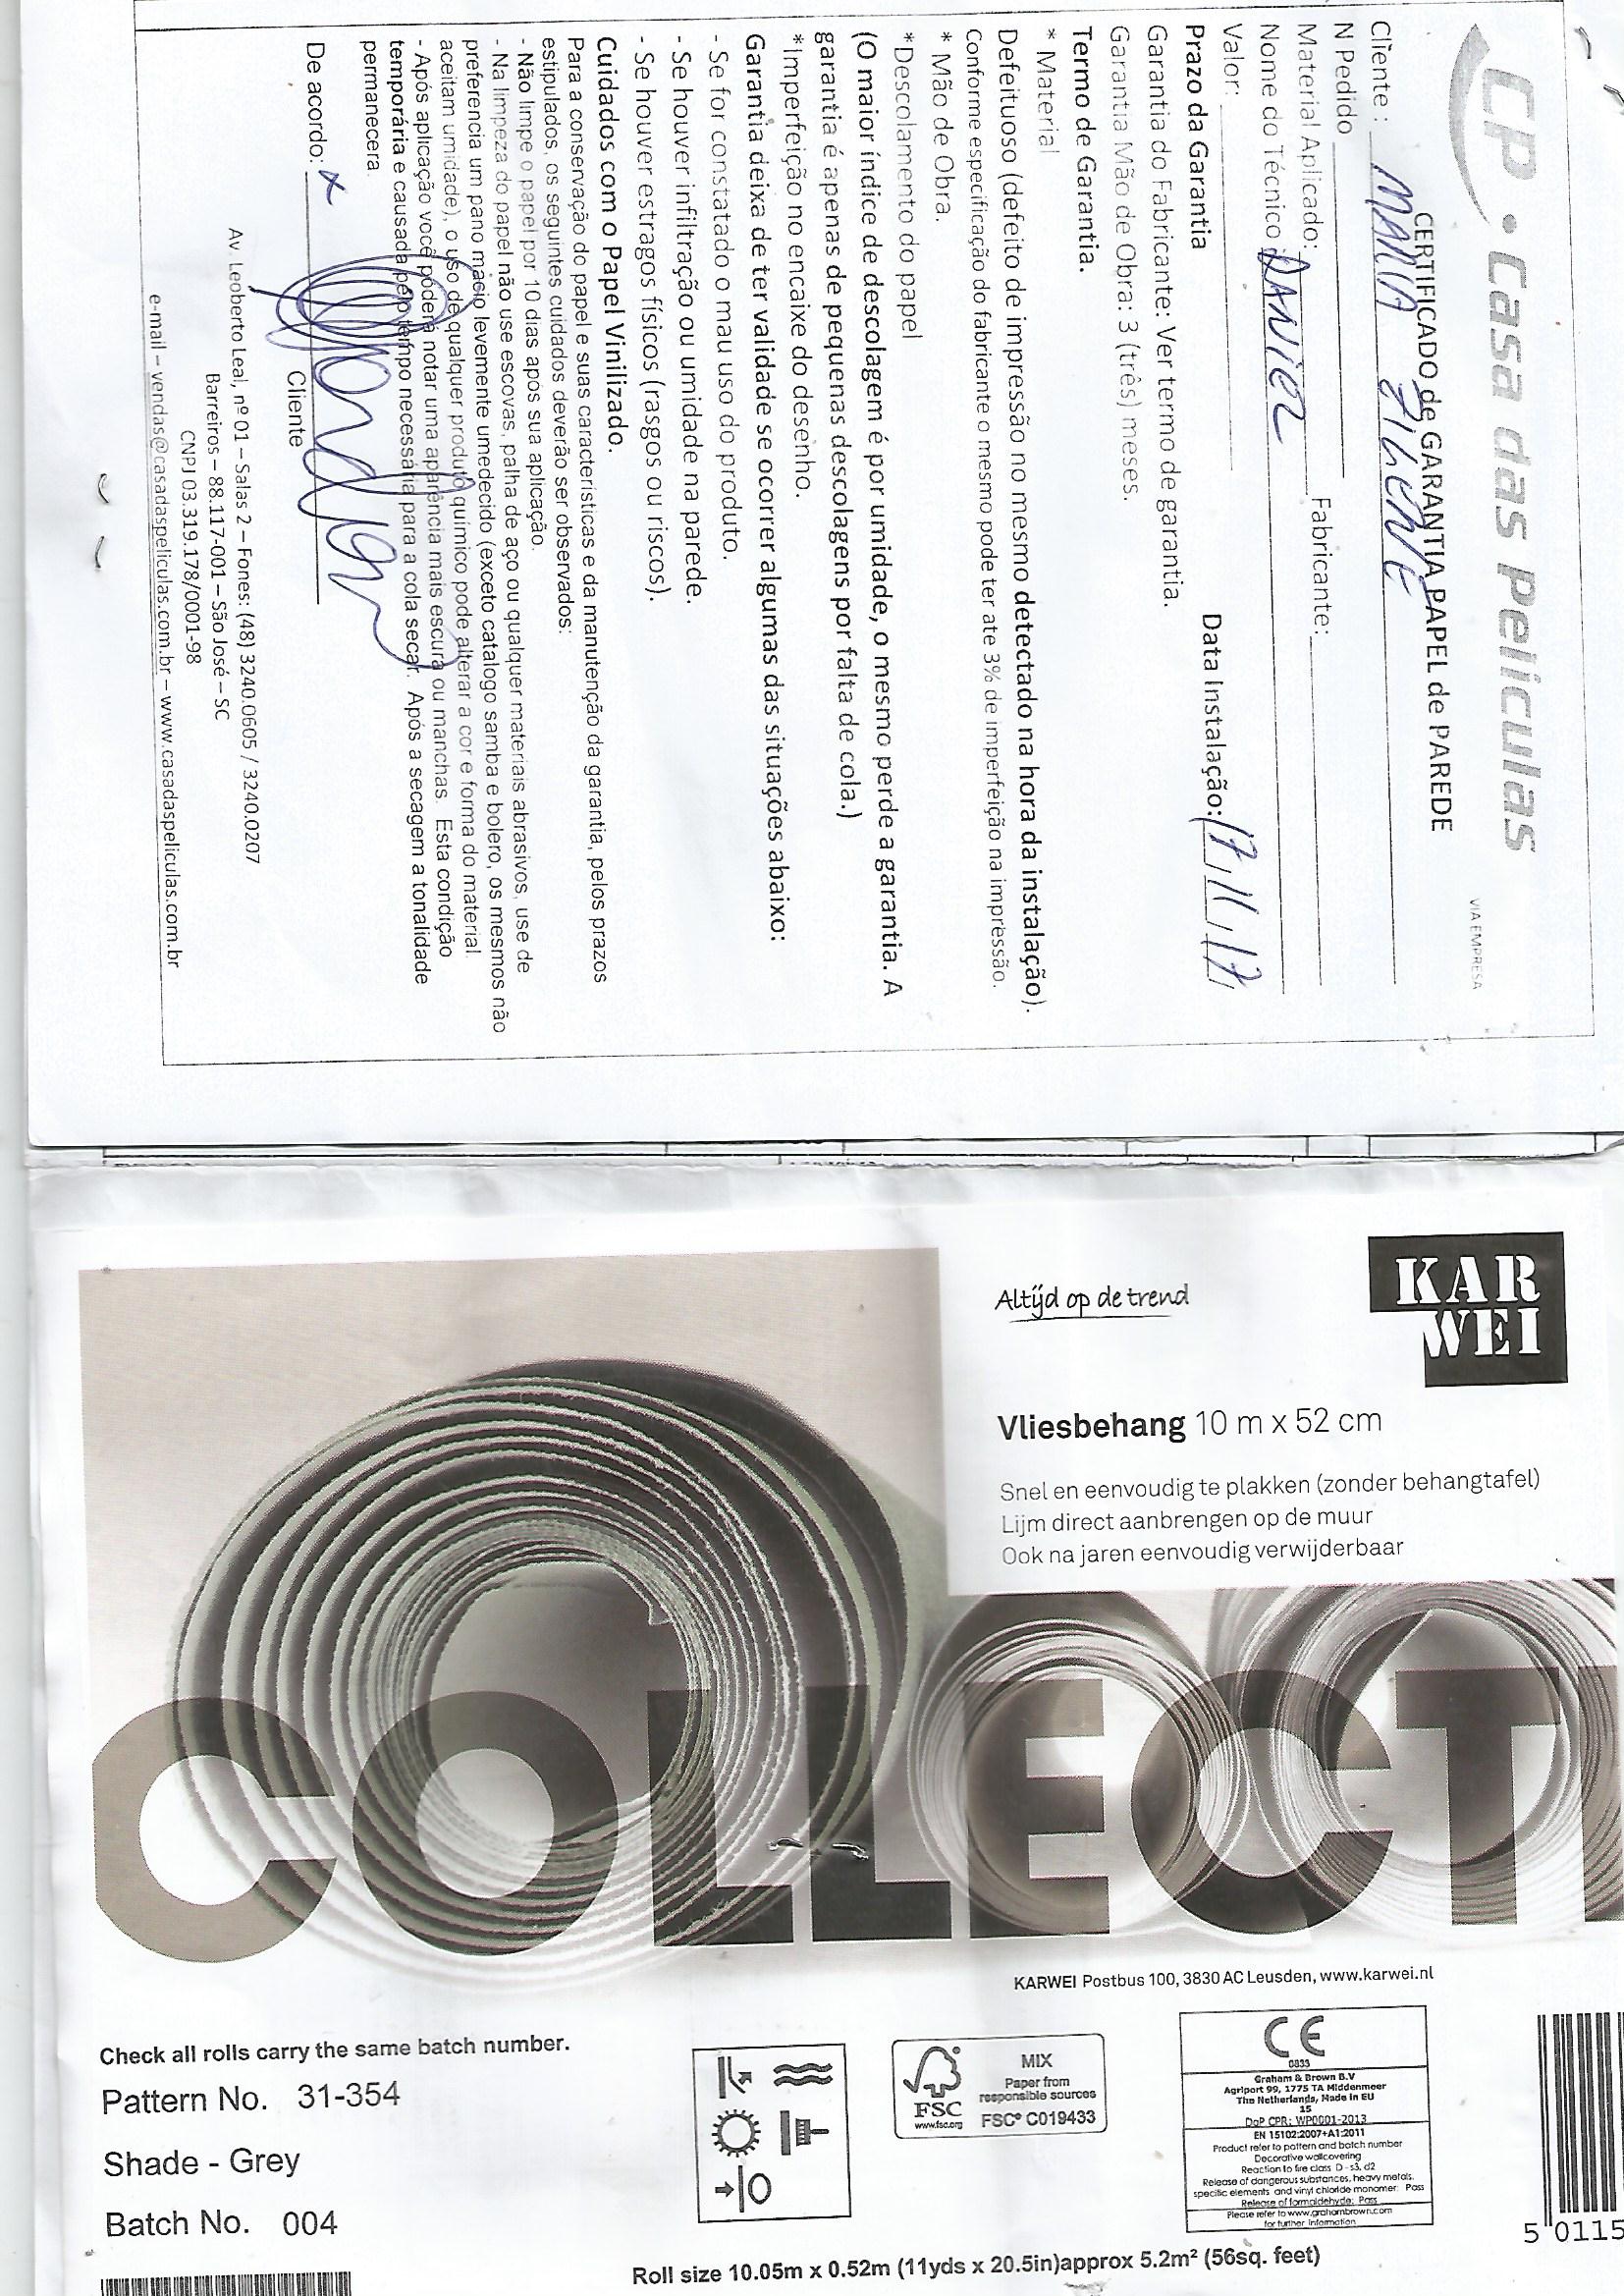 CP. Casa das Películas
VIA EMPRESA
CERTIFICADO de GARANTIA PAPEL de PAREDE
Cliente :
N Pedido
Material Aplicado: Fabricante:
Nome do Técnico : DANIEL
Valor: Data Instalação: 17/11/17
Prazo da Garantia
Garantia do Fabricante: Ver termo de garantia.
Garantia Mão de Obra: 3 (três) meses.
Termo de Garantia.
* Material
Defeituoso (defeito de impressão no mesmo detectado na hora da instalação).
Conforme especificação do fabricante o mesmo pode ter ate 3% de imperfeição na impressão.
* Mão de Obra.
*Descolamento do papel
(O maior índice de descolagem é por umidade, o mesmo perde a garantia. A
garantia é apenas de pequenas descolagens por falta de cola.)
*Imperfeição no encaixe do desenho.
Garantia deixa de ter validade se ocorrer algumas das situações abaixo:
- Se for constatado o mau uso do produto.
- Se houver infiltração ou umidade na parede.
- Se houver estragos físicos (rasgos ou riscos).
Cuidados com o Papel Vinilizado.
Para a conservação do papel e suas características e da manutenção da garantia, pelos prazos
estipulados, os seguintes cuidados deverão ser observados:
- Não limpe o papel por 10 dias após sua aplicação.
- Na limpeza do papel não use escovas, palha de aço ou qualquer materiais abrasivos, use de
preferencia um pano macio levemente umedecido (exceto catalogo samba e bolero, os mesmos não
aceitam umidade), o uso de qualquer produto químico pode alterar a cor e forma do material
- Após aplicação você poderá notar uma aparência mais escura ou manchas. Esta condição
temporária e causada pelo tempo necessária para a cola secar. Após a secagem a tonalidade
permanecera
De acordo: x
Cliente
Av. Leoberto Leal, nº 01 – Salas 2 – Fones: (48) 3240.0605 / 3240.0207
Barreiros – 88.117-001 – São José – SC
CNPJ 03.319.178/0001-98
e-mail – vendas@casadaspeliculas.com.br – www.casadaspeliculas.com.br
KAR
WEI
Altijd op de trend
Vliesbehang 10 m x 52 cm
Snel en eenvoudig te plakken (zonder behangtafel)
Lijm direct aanbrengen op de muur
Ook na jaren eenvoudig verwijderbaar
COLLECTI
KARWEI Postbus 100, 3830 AC Leusden, www.karwei.nl
Check all rolls carry the same batch number.
Pattern No. 31-354
Shade - Grey
Batch No. 004
FSC
www.fsc.org
MIX
Paper from
responsible sources
FSC® C019433
CE
0833
Graham & Brown B.V
Agriport 99, 1775 TA Middenmeer
The Netherlands, Made in EU
15
DoP CPR: WP0001-2013
EN 15102:2007+A1:2011
Product refer to pattern and batch number
Decorative wallcovering
Reaction to fire class D - s3, d2
Release of dangerous substances, heavy metals,
specific elements and vinyl chloride monomer: Pass
Release of formaldehyde: Pass
Please refer to www.grahambrown.com
for further information
5 0115
Roll size 10.05m x 0.52m (11yds x 20.5in)approx 5.2m² (56sq. feet)